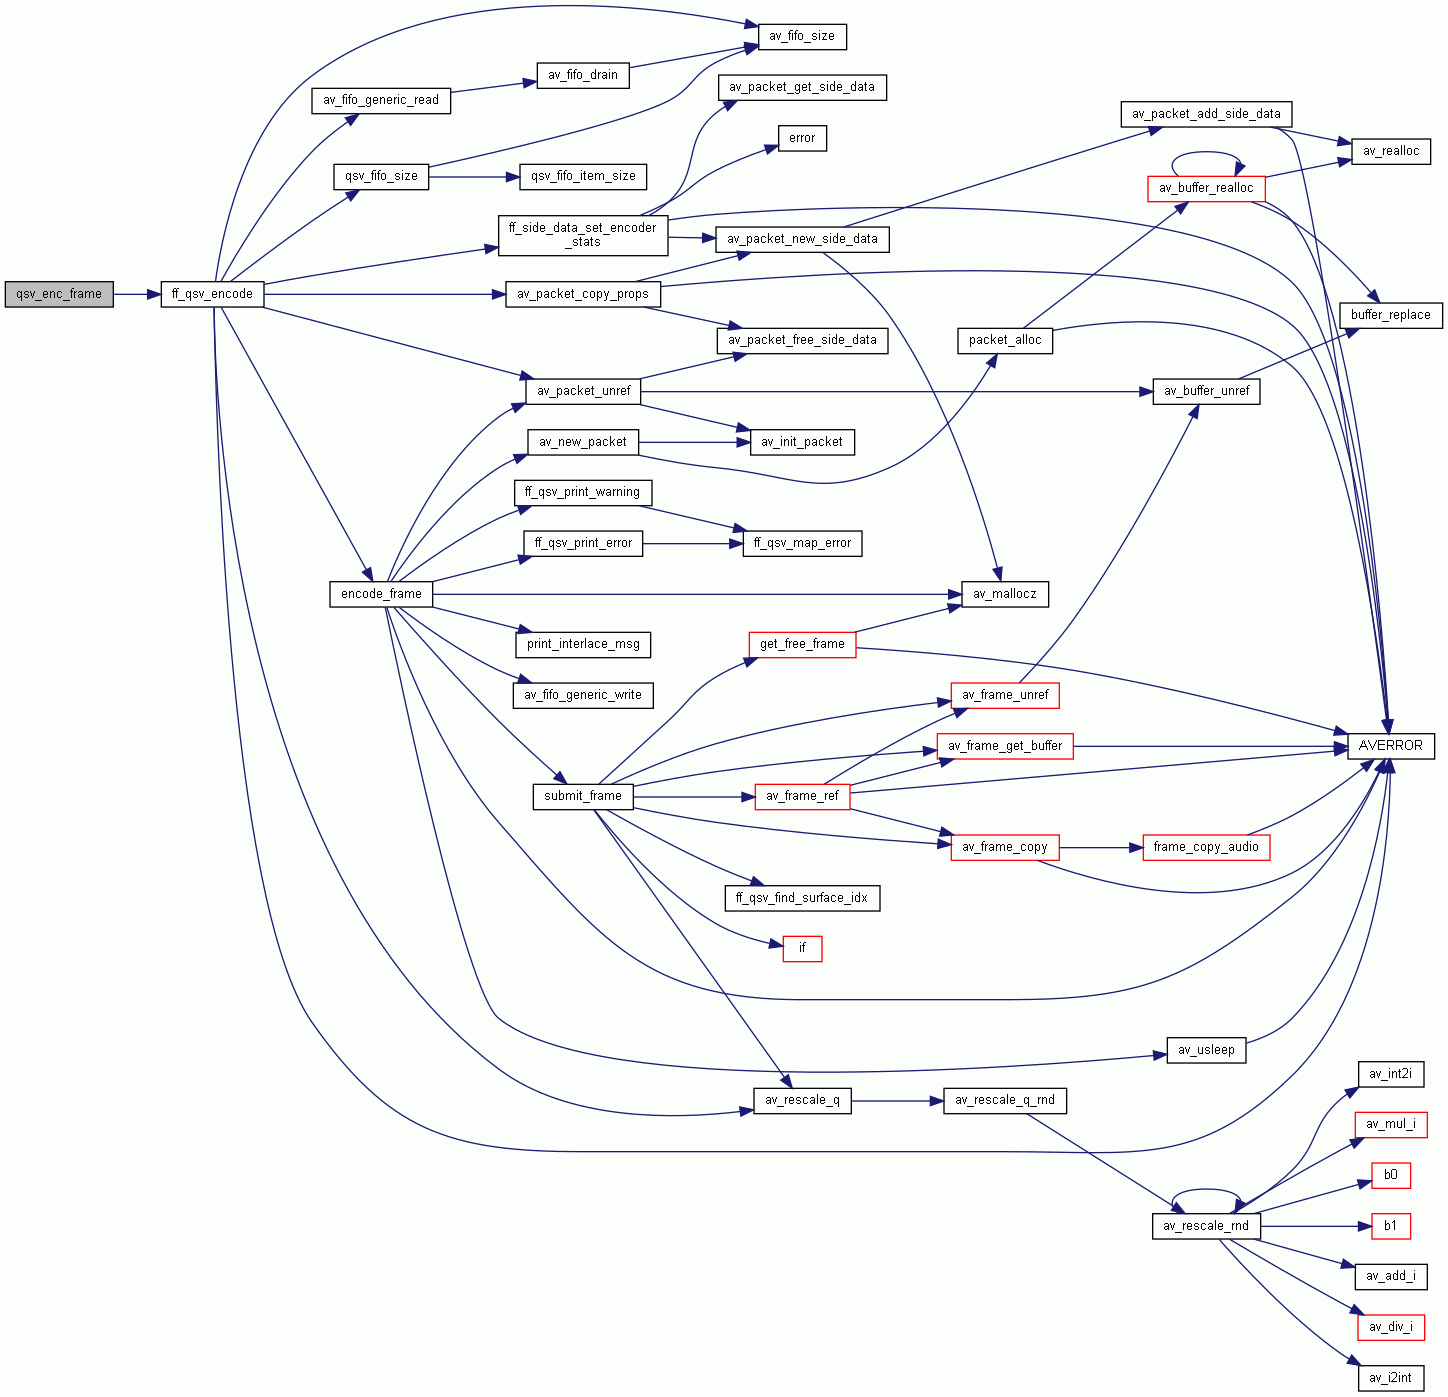 av_fifo_size
av_fifo_drain
av_packet_get_side_data
av_fifo_generic_read
av_packet_add_side_data
error
av_realloc
qsv_fifo_size
qsv_fifo_item_size
av_buffer_realloc
ff_side_data_set_encoder
_stats
av_packet_new_side_data
qsv_enc_frame
ff_qsv_encode
av_packet_copy_props
buffer_replace
av_packet_free_side_data
packet_alloc
av_packet_unref
av_buffer_unref
av_new_packet
av_init_packet
ff_qsv_print_warning
ff_qsv_print_error
ff_qsv_map_error
encode_frame
av_mallocz
print_interlace_msg
get_free_frame
av_fifo_generic_write
av_frame_unref
av_frame_get_buffer
AVERROR
submit_frame
av_frame_ref
av_frame_copy
frame_copy_audio
ff_qsv_find_surface_idx
if
av_usleep
av_int2i
av_rescale_q
av_rescale_q_rnd
av_mul_i
b0
av_rescale_rnd
b1
av_add_i
av_div_i
av_i2int